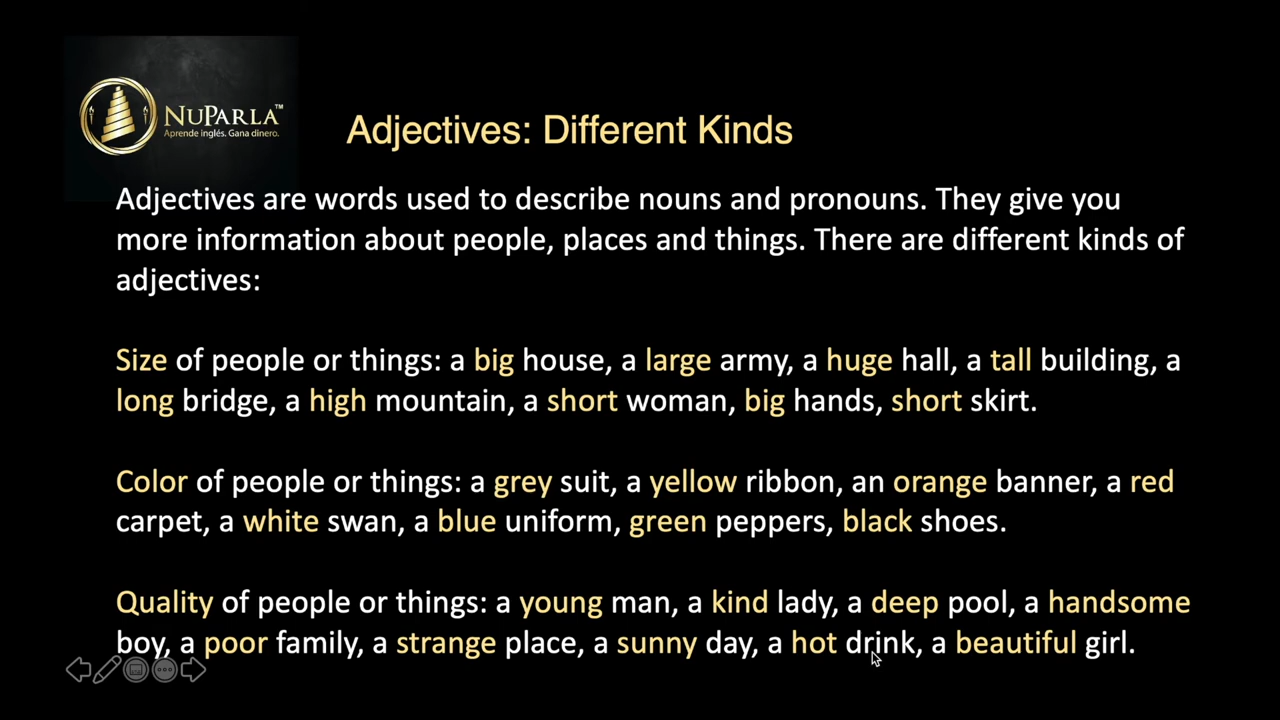 NUPARLA™
Aprende inglés. Gana dinero.
Adjectives: Different Kinds
Adjectives are words used to describe nouns and pronouns. They give you
more information about people, places and things. There are different kinds of
adjectives:
Size of people or things: a big house, a large army, a huge hall, a tall building, a
long bridge, a high mountain, a short woman, big hands, short skirt.
Color of people or things: a grey suit, a yellow ribbon, an orange banner, a red
carpet, a white swan, a blue uniform, green peppers, black shoes.
Quality of people or things: a young man, a kind lady, a deep pool, a handsome
boy, a poor family, a strange place, a sunny day, a hot drink, a beautiful girl.